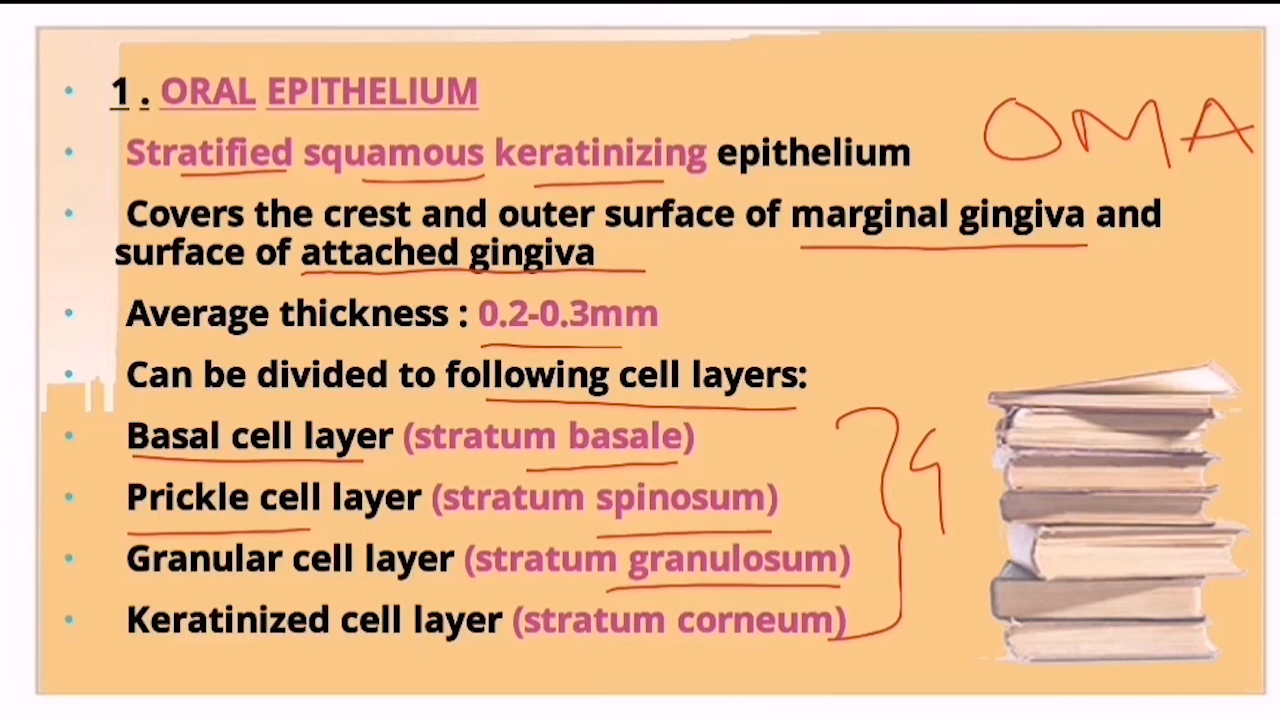 1 . ORAL EPITHELIUM
OMA
Stratified squamous keratinizing epithelium
Covers the crest and outer surface of marginal gingiva and
surface of attached gingiva
Average thickness : 0.2-0.3mm
Can be divided to following cell layers:
Basal cell layer (stratum basale)
Prickle cell layer (stratum spinosum)
Granular cell layer (stratum granulosum)
Keratinized cell layer (stratum corneum)